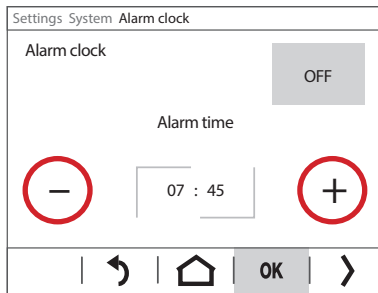 Settings System Alarm clock
Alarm clock
OFF
Alarm time
− 07 : 45 +
OK